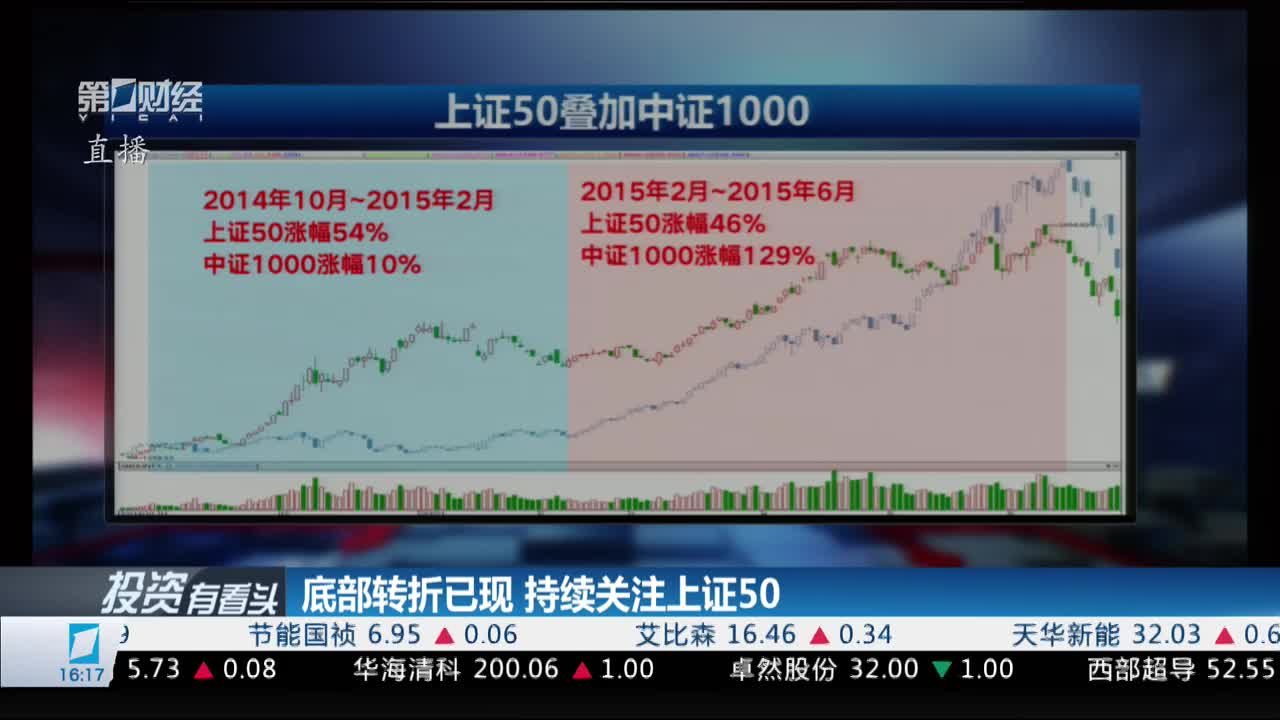 第一财经
YICAI
直播
上证50叠加中证1000
2014年10月~2015年2月
上证50涨幅54%
中证1000涨幅10%
2015年2月~2015年6月
上证50涨幅46%
中证1000涨幅129%
投资有看头
底部转折已现 持续关注上证50
9 节能国祯 6.95 ▲ 0.06 艾比森 16.46 ▲ 0.34 天华新能 32.03 ▲ 0.6
16:17
5.73 ▲ 0.08 华海清科 200.06 ▲ 1.00 卓然股份 32.00 ▼ 1.00 西部超导 52.55